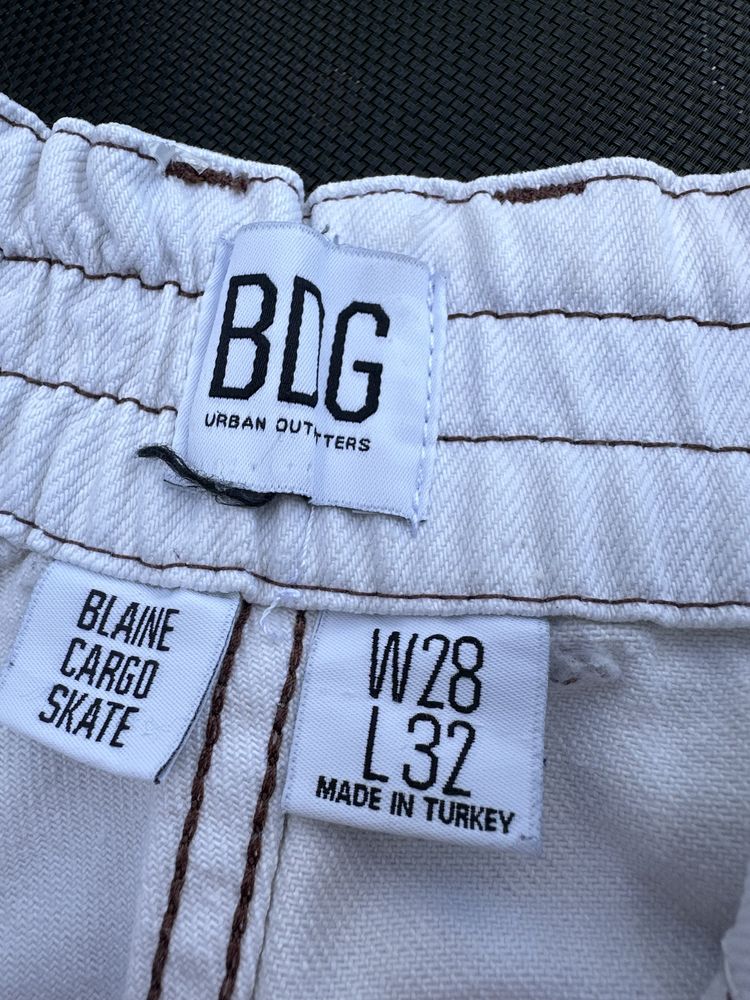 BDG
URBAN OUTFITTERS
BLAINE
CARGO
SKATE
W28
L32
MADE IN TURKEY